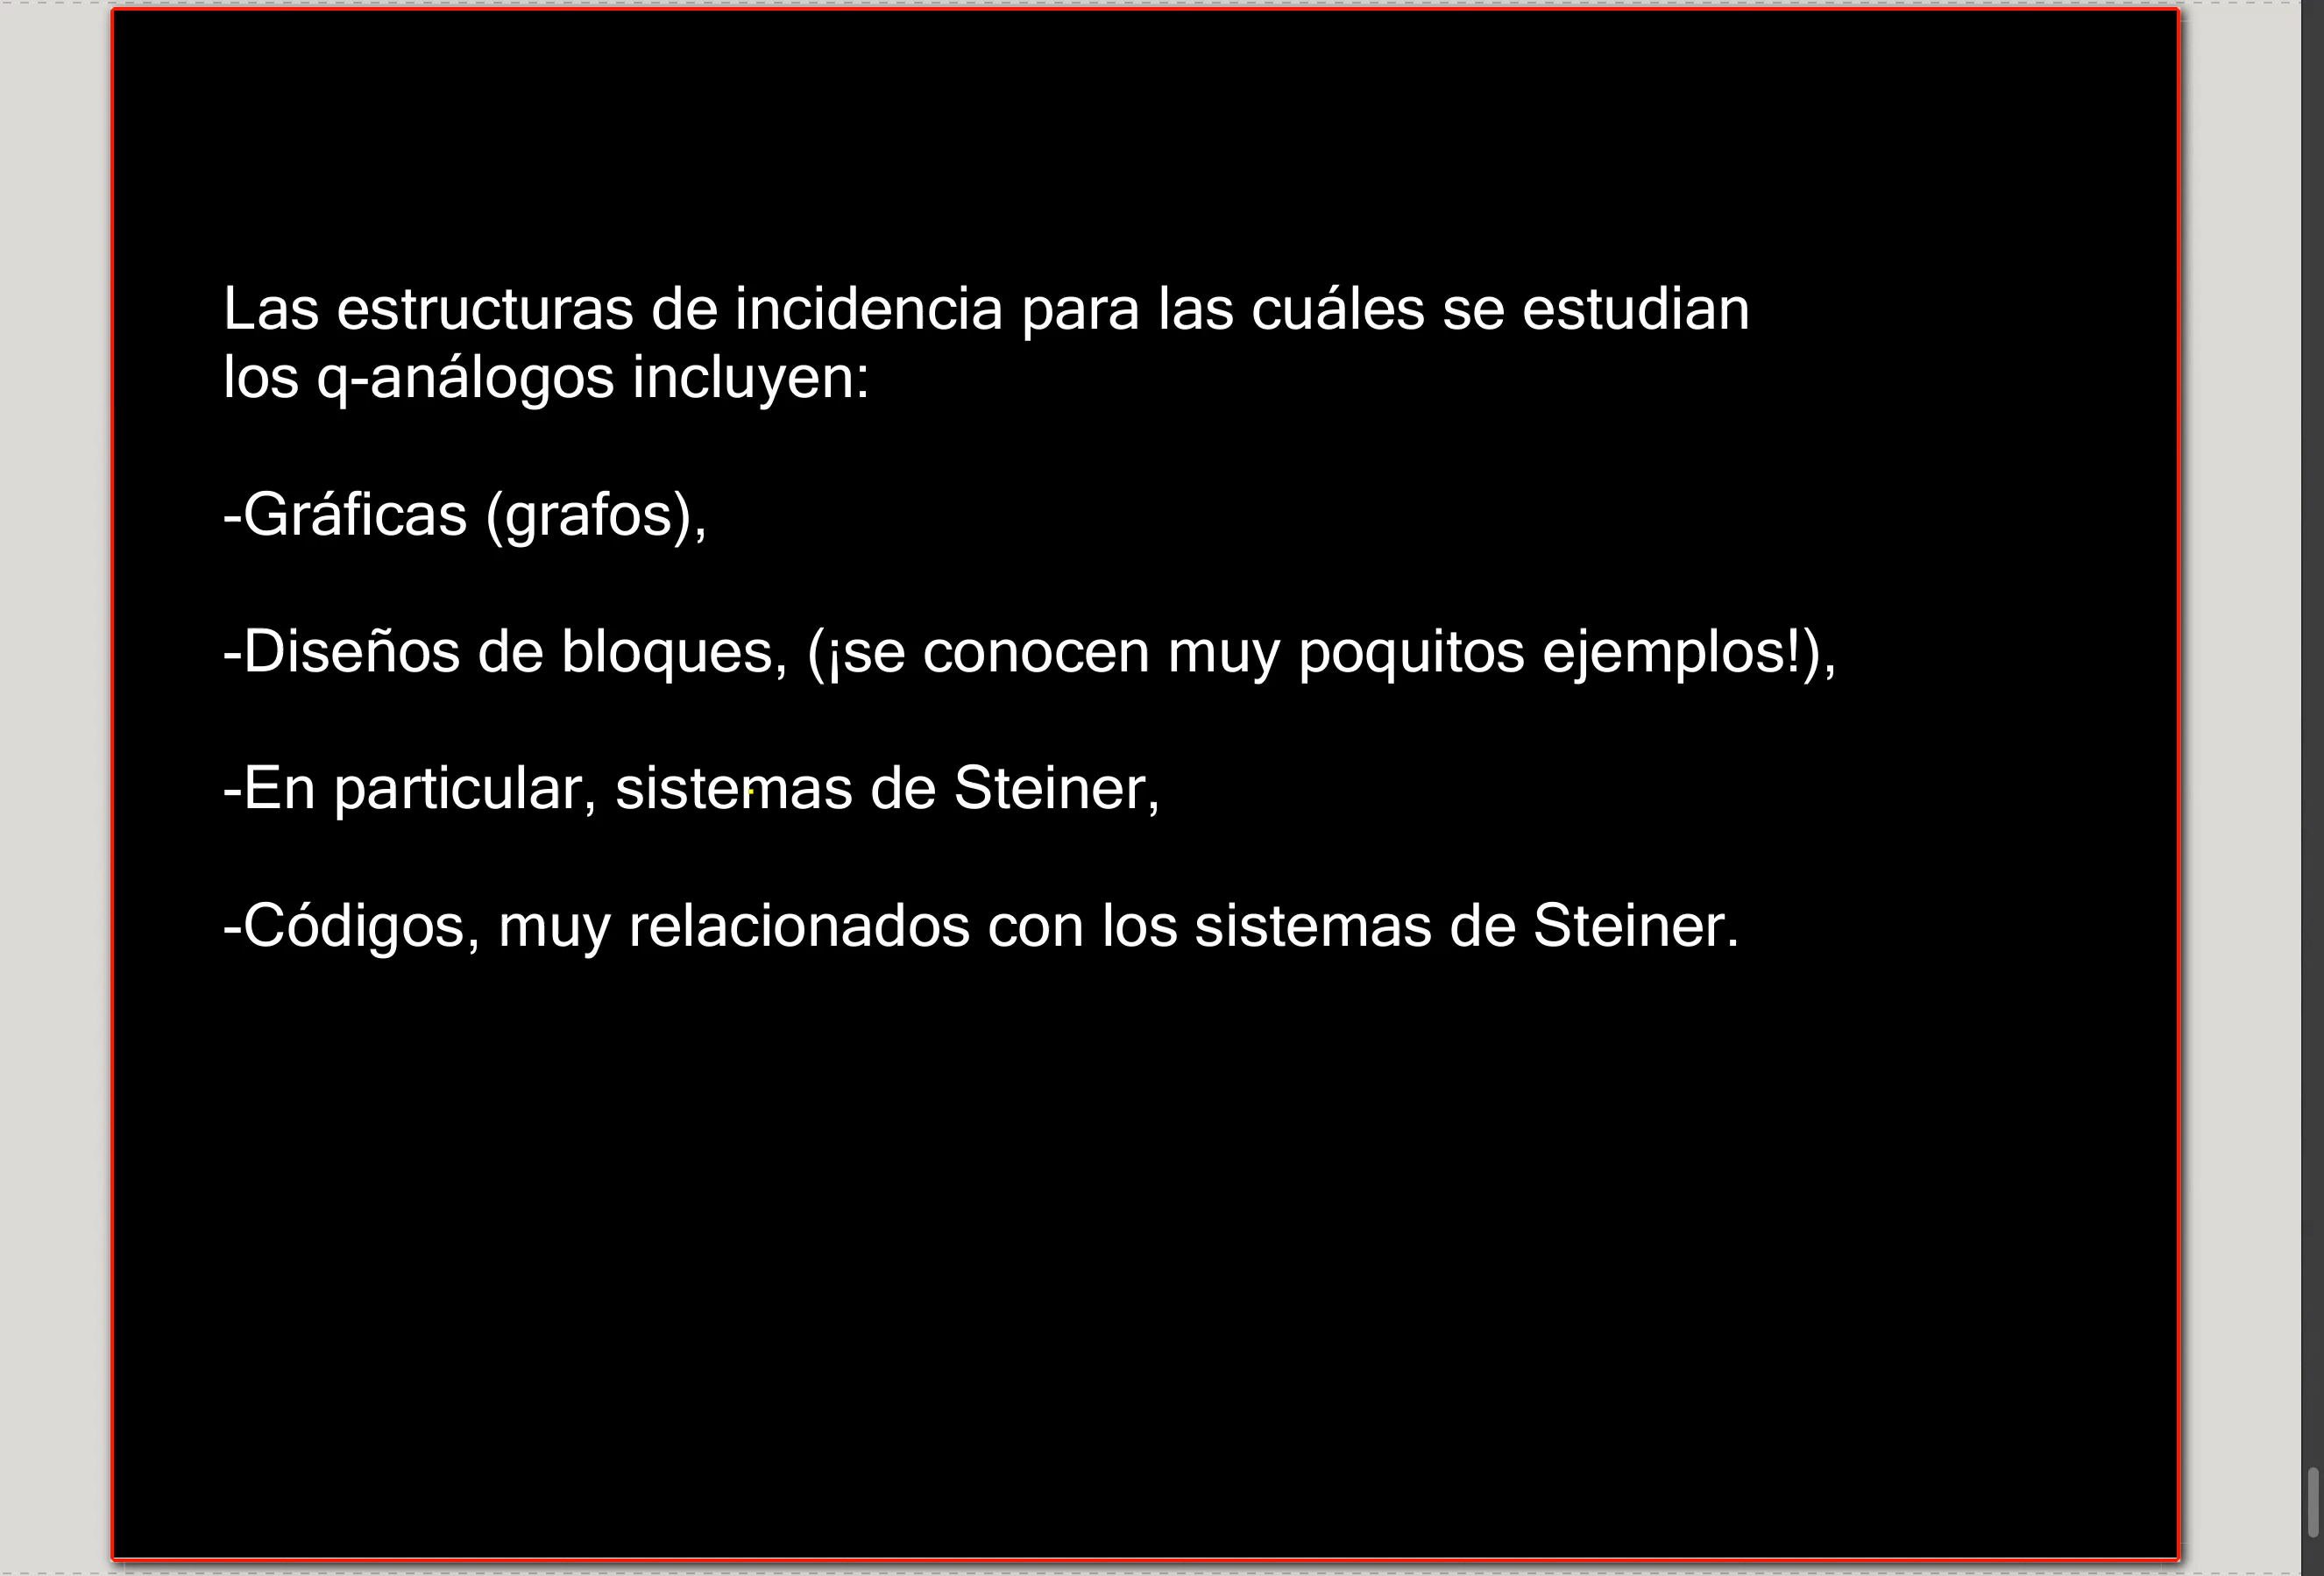 Las estructuras de incidencia para las cuáles se estudian
los q-análogos incluyen:
-Gráficas (grafos),
-Diseños de bloques, (¡se conocen muy poquitos ejemplos!),
-En particular, sistemas de Steiner,
-Códigos, muy relacionados con los sistemas de Steiner.